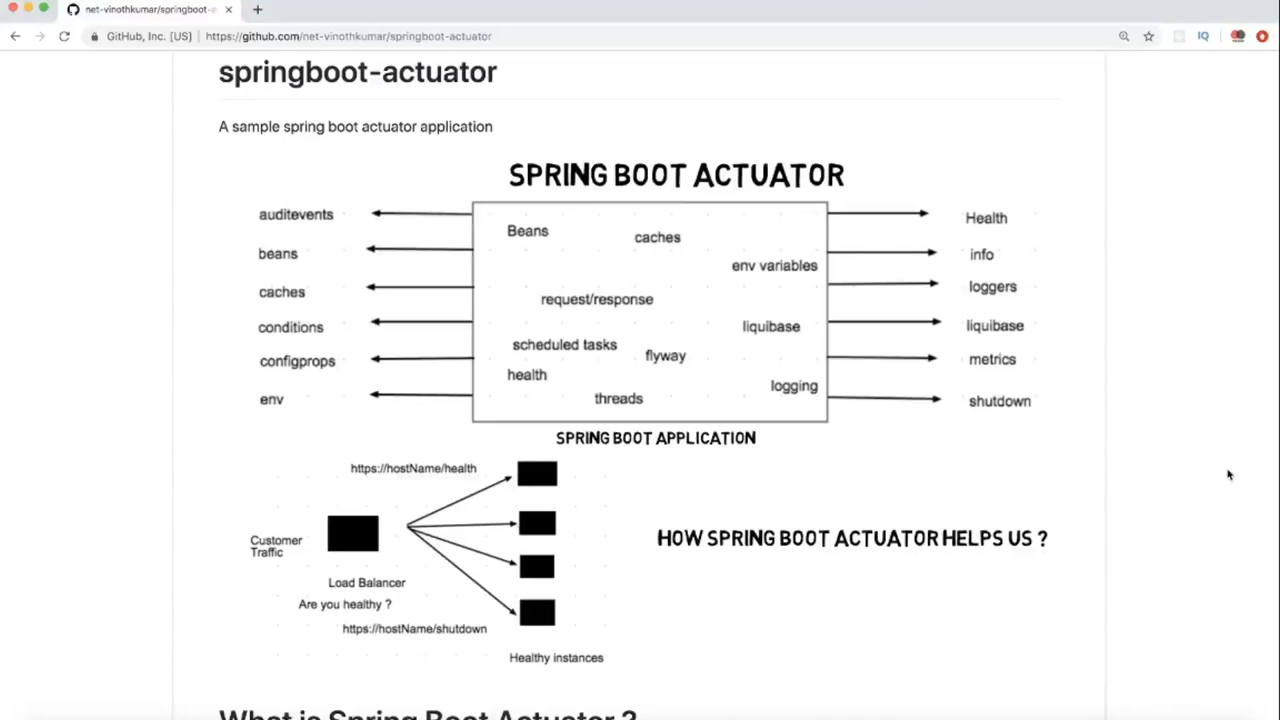 net-vinothkumar/springboot-a
GitHub, Inc. [US] | https://github.com/net-vinothkumar/springboot-actuator
IQ
springboot-actuator
A sample spring boot actuator application
SPRING BOOT ACTUATOR
auditevents
beans
caches
conditions
configprops
env
Beans
caches
env variables
request/response
liquibase
scheduled tasks
flyway
health
logging
threads
Health
info
loggers
liquibase
metrics
shutdown
SPRING BOOT APPLICATION
https://hostName/health
Customer
Traffic
Load Balancer
Are you healthy ?
https://hostName/shutdown
Healthy instances
HOW SPRING BOOT ACTUATOR HELPS US ?
What is Spring Boot Actuator ?